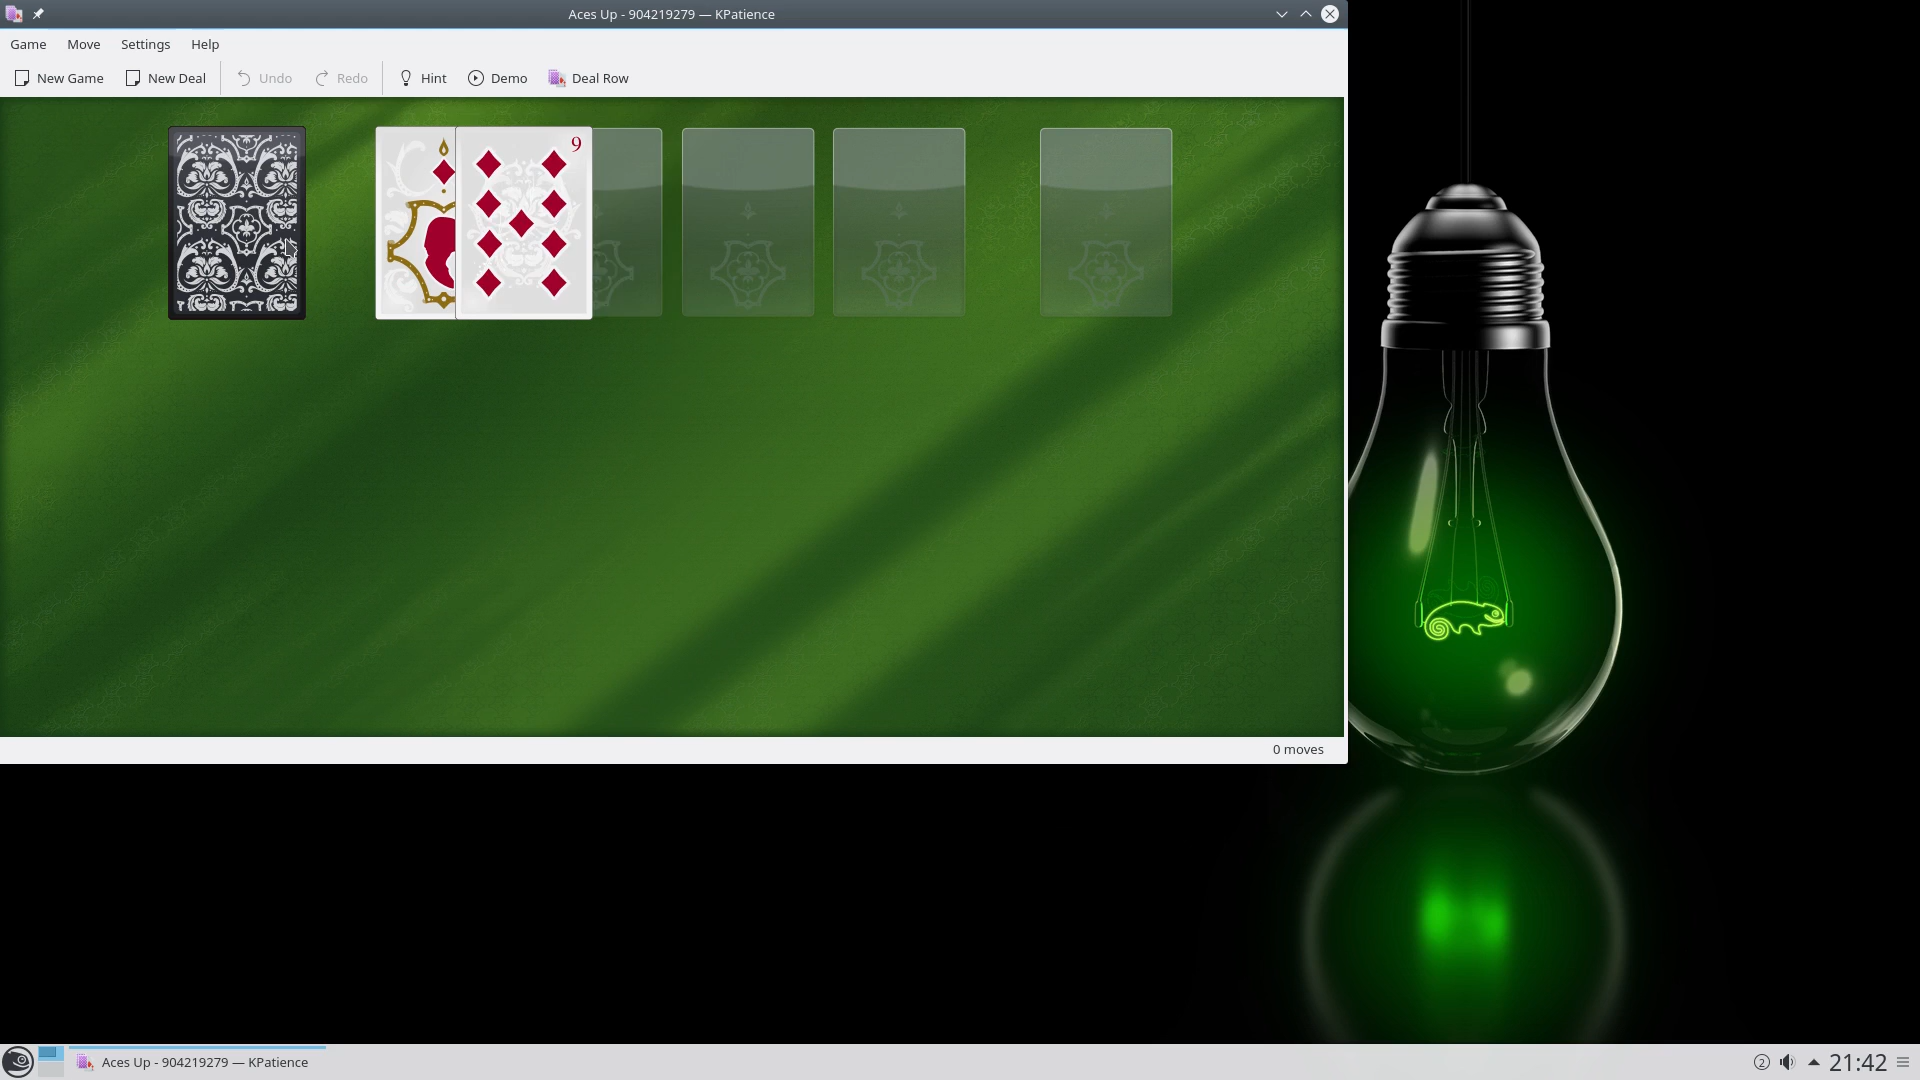 Aces Up - 904219279 — KPatience
Game Move Settings Help
New Game New Deal Undo Redo Hint Demo Deal Row
9
0 moves
Aces Up - 904219279 — KPatience
2
21:42